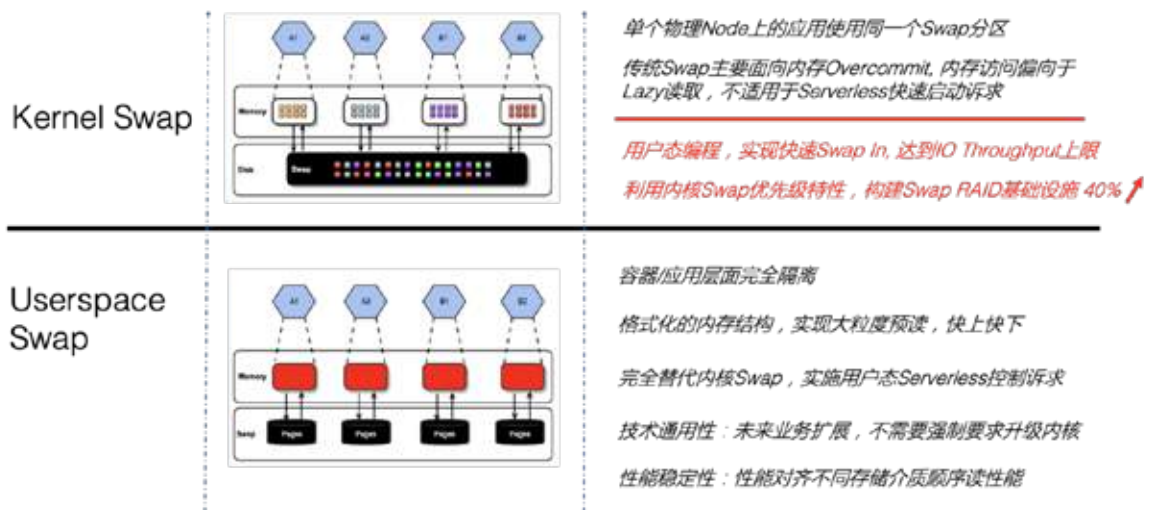 Kernel Swap
A1
A2
B1
B2
Memory
Disk
Swap
单个物理Node上的应用使用同一个Swap分区
传统Swap主要面向内存Overcommit, 内存访问偏向于
Lazy读取，不适用于Serverless快速启动诉求
用户态编程，实现快速Swap In, 达到IO Throughput上限
利用内核Swap优先级特性，构建Swap RAID基础设施 40%
Userspace
Swap
A1
A2
B1
B2
Memory
Swap
Pages
Pages
Pages
Pages
容器/应用层面完全隔离
格式化的内存结构，实现大粒度预读，快上快下
完全替代内核Swap，实施用户态Serverless控制诉求
技术通用性：未来业务扩展，不需要强制要求升级内核
性能稳定性：性能对齐不同存储介质顺序读性能